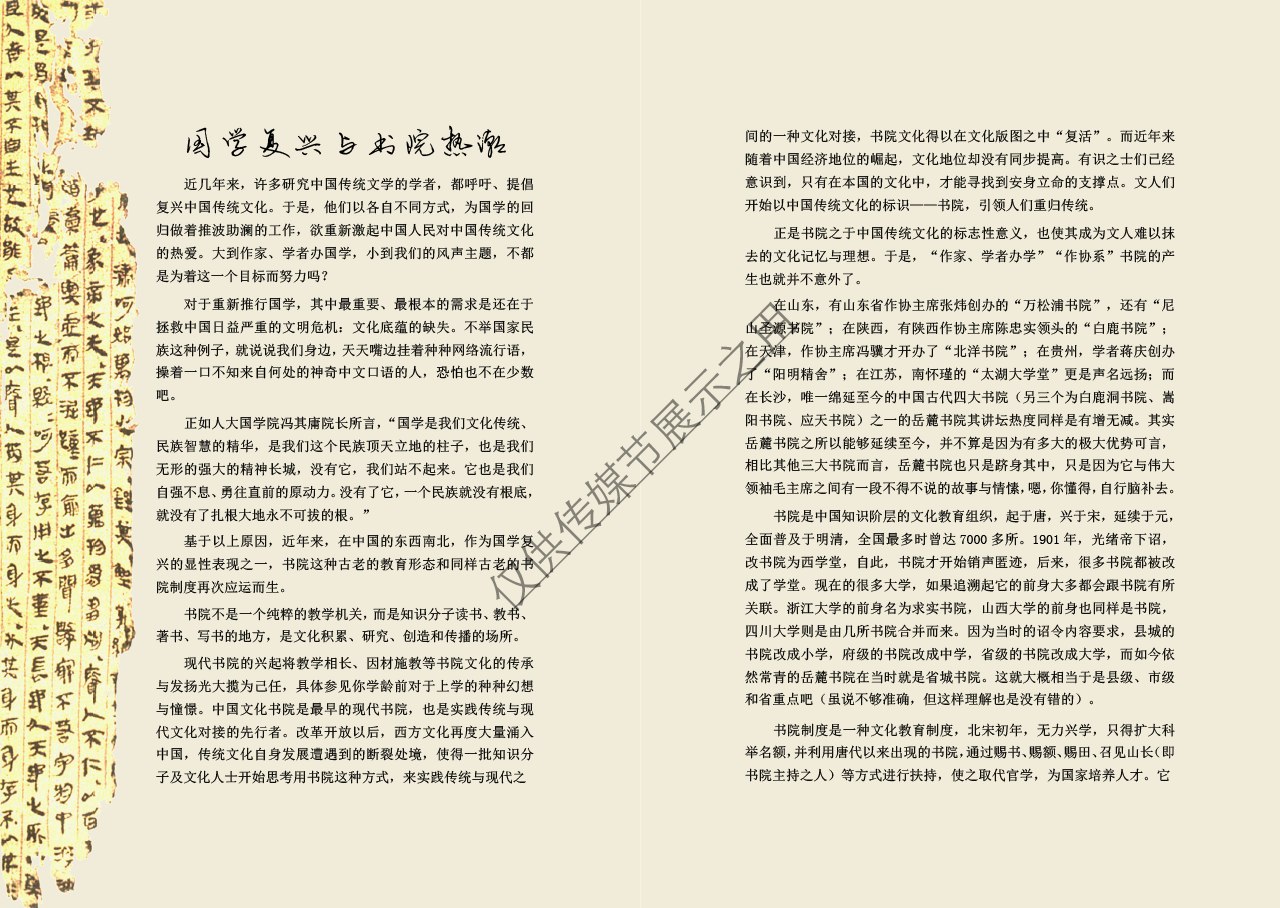 国学复兴与书院热潮
近几年来，许多研究中国传统文学的学者，都呼吁、提倡
复兴中国传统文化。于是，他们以各自不同方式，为国学的回
归做着推波助澜的工作，欲重新激起中国人民对中国传统文化
的热爱。大到作家、学者办国学，小到我们的风声主题，不都
是为着这一个目标而努力吗？
对于重新推行国学，其中最重要、最根本的需求是还在于
拯救中国日益严重的文明危机：文化底蕴的缺失。不举国家民
族这种例子，就说说我们身边，天天嘴边挂着种种网络流行语，
操着一口不知来自何处的神奇中文口语的人，恐怕也不在少数
吧。
正如人大国学院冯其庸院长所言，“国学是我们文化传统、
民族智慧的精华，是我们这个民族顶天立地的柱子，也是我们
无形的强大的精神长城，没有它，我们站不起来。它也是我们
自强不息、勇往直前的原动力。没有了它，一个民族就没有根底，
就没有了扎根大地永不可拔的根。”
基于以上原因，近年来，在中国的东西南北，作为国学复
兴的显性表现之一，书院这种古老的教育形态和同样古老的书
院制度再次应运而生。
书院不是一个纯粹的教学机关，而是知识分子读书、教书、
著书、写书的地方，是文化积累、研究、创造和传播的场所。
现代书院的兴起将教学相长、因材施教等书院文化的传承
与发扬光大揽为己任，具体参见你学龄前对于上学的种种幻想
与憧憬。中国文化书院是最早的现代书院，也是实践传统与现
代文化对接的先行者。改革开放以后，西方文化再度大量涌入
中国，传统文化自身发展遭遇到的断裂处境，使得一批知识分
子及文化人士开始思考用书院这种方式，来实践传统与现代之
间的一种文化对接，书院文化得以在文化版图之中“复活”。而近年来
随着中国经济地位的崛起，文化地位却没有同步提高。有识之士们已经
意识到，只有在本国的文化中，才能寻找到安身立命的支撑点。文人们
开始以中国传统文化的标识——书院，引领人们重归传统。
正是书院之于中国传统文化的标志性意义，也使其成为文人难以抹
去的文化记忆与理想。于是，“作家、学者办学”“作协系”书院的产
生也就并不意外了。
在山东，有山东省作协主席张炜创办的“万松浦书院”，还有“尼
山圣源书院”；在陕西，有陕西作协主席陈忠实领头的“白鹿书院”；
在天津，作协主席冯骥才开办了“北洋书院”；在贵州，学者蒋庆创办
了“阳明精舍”；在江苏，南怀瑾的“太湖大学堂”更是声名远扬；而
在长沙，唯一绵延至今的中国古代四大书院（另三个为白鹿洞书院、嵩
阳书院、应天书院）之一的岳麓书院其讲坛热度同样是有增无减。其实
岳麓书院之所以能够延续至今，并不算是因为有多大的极大优势可言，
相比其他三大书院而言，岳麓书院也只是跻身其中，只是因为它与伟大
领袖毛主席之间有一段不得不说的故事与情愫，嗯，你懂得，自行脑补去。
书院是中国知识阶层的文化教育组织，起于唐，兴于宋，延续于元，
全面普及于明清，全国最多时曾达 7000 多所。1901 年，光绪帝下诏，
改书院为西学堂，自此，书院才开始销声匿迹，后来，很多书院都被改
成了学堂。现在的很多大学，如果追溯起它的前身大多都会跟书院有所
关联。浙江大学的前身名为求实书院，山西大学的前身也同样是书院，
四川大学则是由几所书院合并而来。因为当时的诏令内容要求，县城的
书院改成小学，府级的书院改成中学，省级的书院改成大学，而如今依
然常青的岳麓书院在当时就是省城书院。这就大概相当于是县级、市级
和省重点吧（虽说不够准确，但这样理解也是没有错的）。
书院制度是一种文化教育制度，北宋初年，无力兴学，只得扩大科
举名额，并利用唐代以来出现的书院，通过赐书、赐额、赐田、召见山长（即
书院主持之人）等方式进行扶持，使之取代官学，为国家培养人才。它
仅供传媒节展示之用